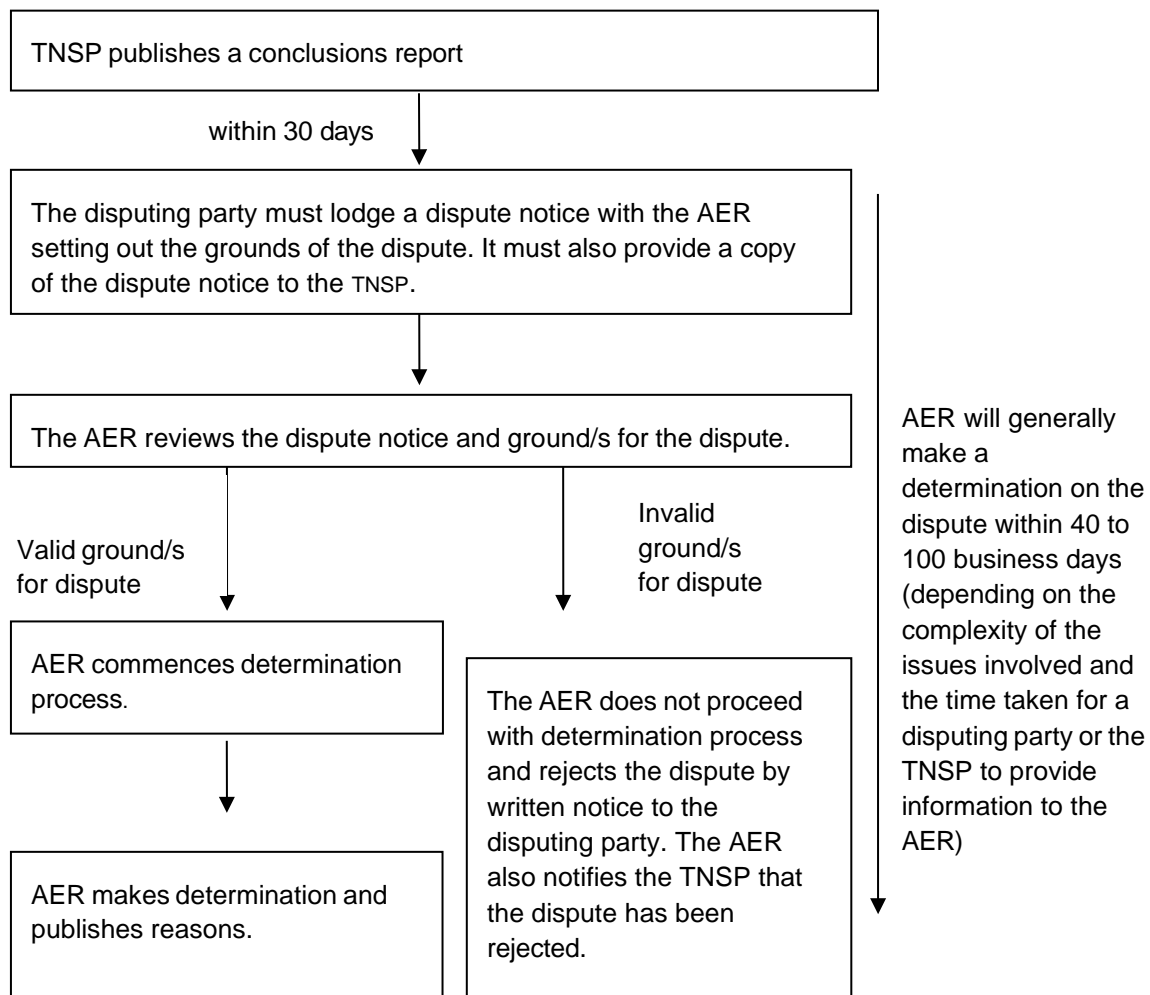 TNSP publishes a conclusions report
within 30 days
The disputing party must lodge a dispute notice with the AER
setting out the grounds of the dispute. It must also provide a copy
of the dispute notice to the TNSP.
The AER reviews the dispute notice and ground/s for the dispute.
Valid ground/s
for dispute
Invalid
ground/s
for dispute
AER commences determination
process.
AER makes determination and
publishes reasons.
The AER does not proceed
with determination process
and rejects the dispute by
written notice to the
disputing party. The AER
also notifies the TNSP that
the dispute has been
rejected.
AER will generally
make a
determination on the
dispute within 40 to
100 business days
(depending on the
complexity of the
issues involved and
the time taken for a
disputing party or the
TNSP to provide
information to the
AER)